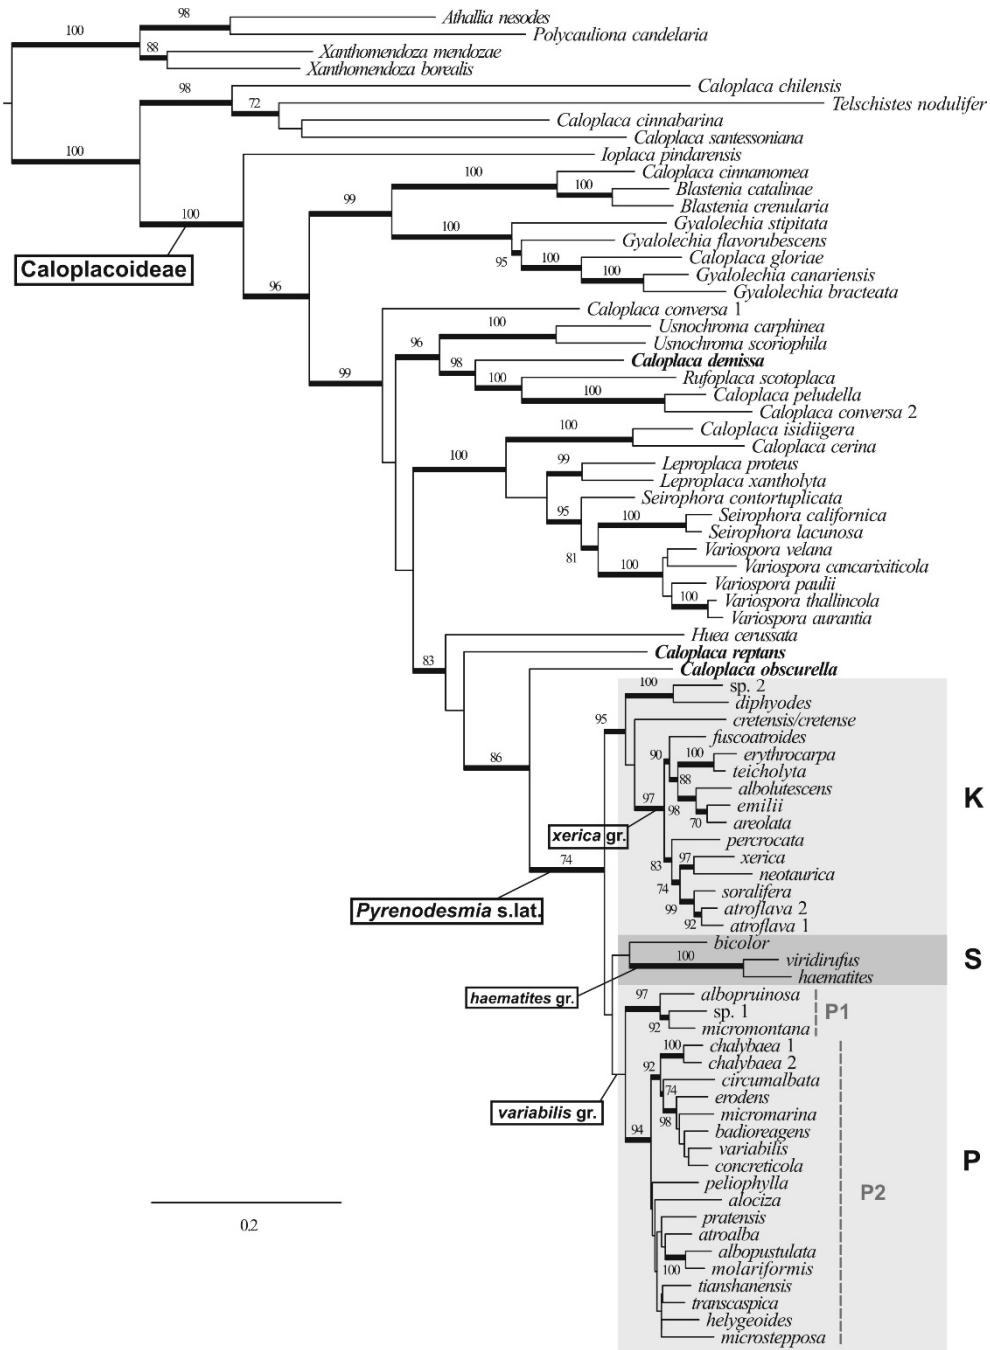 98
Athallia nesodes
100
Polycauliona candelaria
88
Xanthomendoza mendozae
Xanthomendoza borealis
98
Caloplaca chilensis
72
Telschistes nodulifer
Caloplaca cinnabarina
Caloplaca santessoniana
100
Ioplaca pindarensis
100
Caloplaca cinnamomea
99
100
Blastenia catalinae
Blastenia crenularia
100
100
Gyalolechia stipitata
Gyalolechia flavorubescens
95
100
Caloplaca gloriae
Caloplacoideae
100
Gyalolechia canariensis
96
Gyalolechia bracteata
Caloplaca conversa 1
100
Usnochroma carphinea
96
Usnochroma scoriophila
99
98
Caloplaca demissa
100
Rufoplaca scotoplaca
100
Caloplaca peludella
Caloplaca conversa 2
100
Caloplaca isidiigera
100
Caloplaca cerina
99
Leproplaca proteus
Leproplaca xantholyta
95
Seirophora contortuplicata
100
Seirophora californica
Seirophora lacunosa
81
Variospora velana
100
Variospora cancarixiticola
Variospora paulii
100
Variospora thallincola
Variospora aurantia
Huea cerussata
83
Caloplaca reptans
Caloplaca obscurella
100
sp. 2
diphyodes
95
cretensis/cretense
fuscoatroides
90
100
erythrocarpa
86
teicholyta
88
albolutescens
K
97
98
emilii
70
areolata
xerica gr.
percrocata
83
97
xerica
74
neotaurica
74
soralifera
99
atroflava 2
Pyrenodesmia s.lat.
92
atroflava 1
bicolor
100
viridirufus
S
haematites
haematites gr.
97
albopruinosa
P1
sp. 1
92
micromontana
100
chalybaea 1
92
chalybaea 2
74
circumalbata
erodens
variabilis gr.
98
micromarina
94
badioreagens
variabilis
P
concreticola
peliophylla
P2
alociza
0.2
pratensis
atroalba
albopustulata
100
molariformis
tianshanensis
transcaspica
helygeoides
microstepposa